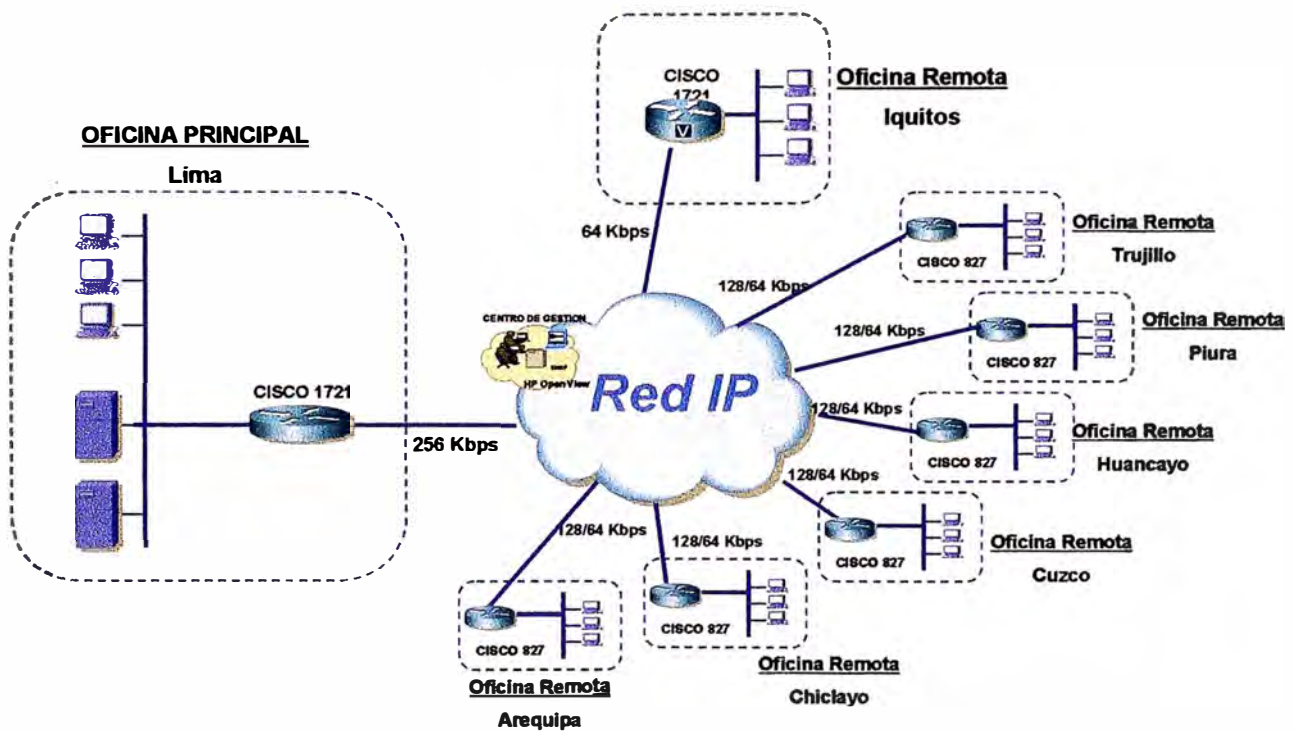 OFICINA PRINCIPAL
Lima
CISCO 1721
256 Kbps
CISCO
1721
V
Oficina Remota
Iquitos
64 Kbps
CENTRO DE GESTION
HP OpenView
Red IP
128/64 Kbps
CISCO 827
Oficina Remota
Trujillo
128/64 Kbps
CISCO 827
Oficina Remota
Piura
128/64 Kbps
CISCO 827
Oficina Remota
Huancayo
128/64 Kbps
CISCO 827
Oficina Remota
Cuzco
128/64 Kbps
CISCO 827
Oficina Remota
Chiclayo
128/64 Kbps
CISCO 827
Oficina Remota
Arequipa